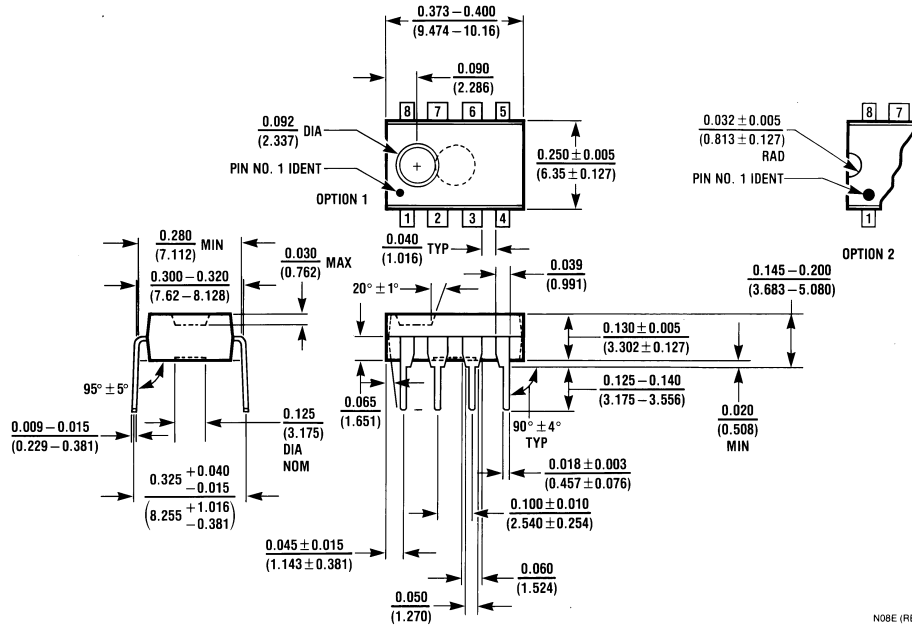 0.373–0.400
(9.474–10.16)
0.090
(2.286)
8 7 6 5
8 7
0.092 DIA
(2.337)
0.032 ± 0.005
(0.813 ± 0.127)
RAD
0.250 ± 0.005
(6.35 ± 0.127)
PIN NO. 1 IDENT
PIN NO. 1 IDENT
OPTION 1
1 2 3 4
1
OPTION 2
0.280 MIN
(7.112)
0.030 MAX
(0.762)
0.040 TYP
(1.016)
0.039
(0.991)
0.145–0.200
(3.683–5.080)
0.300–0.320
(7.62–8.128)
20° ±1°
0.130 ± 0.005
(3.302 ± 0.127)
95° ± 5°
0.065
(1.651)
0.125–0.140
(3.175–3.556)
90° ± 4°
TYP
0.020
(0.508)
MIN
0.009–0.015
(0.229–0.381)
0.125
(3.175)
DIA
NOM
0.018 ± 0.003
(0.457 ± 0.076)
0.325 +0.040
−0.015
(8.255 +1.016
−0.381)
0.100 ± 0.010
(2.540 ± 0.254)
0.045 ± 0.015
(1.143 ± 0.381)
0.060
(1.524)
0.050
(1.270)
N08E (RE